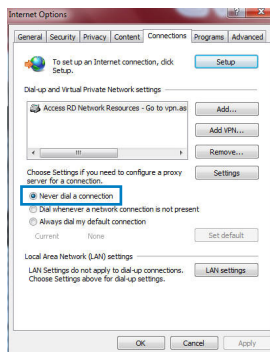 Internet Options
General Security Privacy Content Connections Programs Advanced
To set up an Internet connection, click
Setup.
Setup
Dial-up and Virtual Private Network settings
Access RD Network Resources - Go to vpn.as
Add...
Add VPN...
Remove...
Choose Settings if you need to configure a proxy
server for a connection.
Settings
Never dial a connection
Dial whenever a network connection is not present
Always dial my default connection
Current None
Set default
Local Area Network (LAN) settings
LAN Settings do not apply to dial-up connections.
Choose Settings above for dial-up settings.
LAN settings
OK Cancel Apply